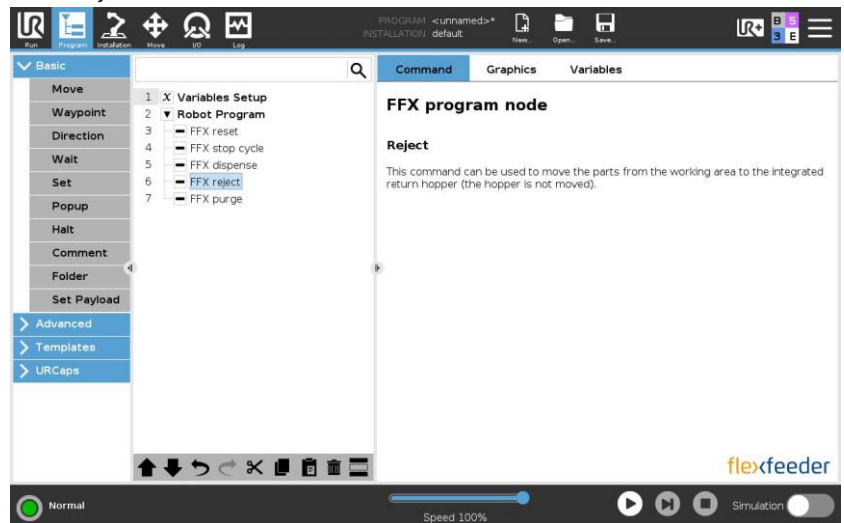 PROGRAM <unnamed>*
INSTALLATION default
UR
Run
Program
Installation
Move
I/O
Log
New...
Open...
Save...
UR+
B 5
3 E
Basic
Move
Waypoint
Direction
Wait
Set
Popup
Halt
Comment
Folder
Set Payload
Advanced
Templates
URCaps
1 X Variables Setup
2 Robot Program
3 FFX reset
4 FFX stop cycle
5 FFX dispense
6 FFX reject
7 FFX purge
Command Graphics Variables
FFX program node
Reject
This command can be used to move the parts from the working area to the integrated
return hopper (the hopper is not moved).
flexfeeder
Normal
Speed 100%
Simulation